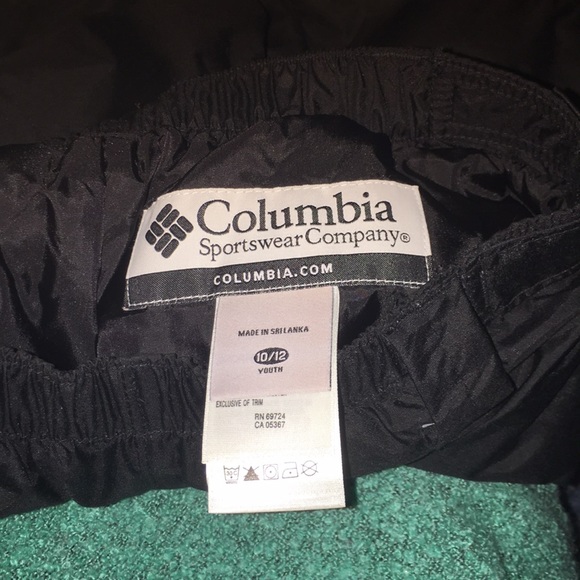 Columbia
Sportswear Company®
COLUMBIA.COM
MADE IN SRI LANKA
10/12
YOUTH
EXCLUSIVE OF TRIM
RN 69724
CA 05367